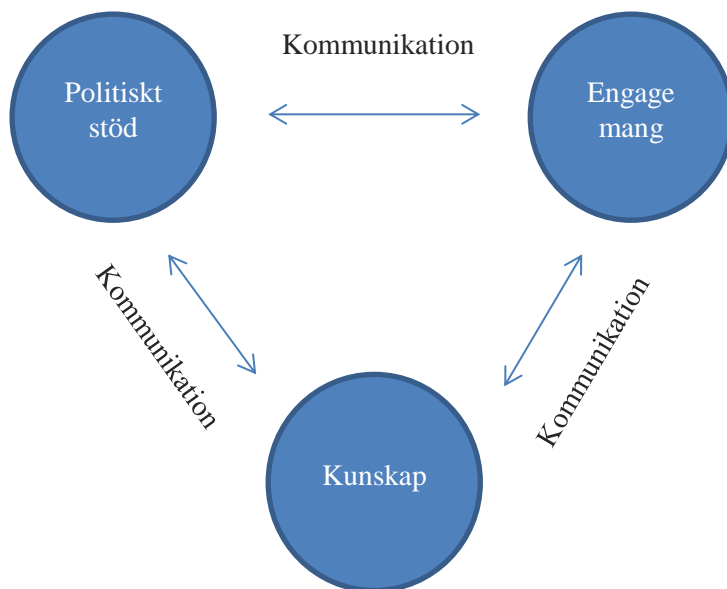 Kommunikation
Politiskt
stöd
Engage
mang
Kommunikation
Kommunikation
Kunskap